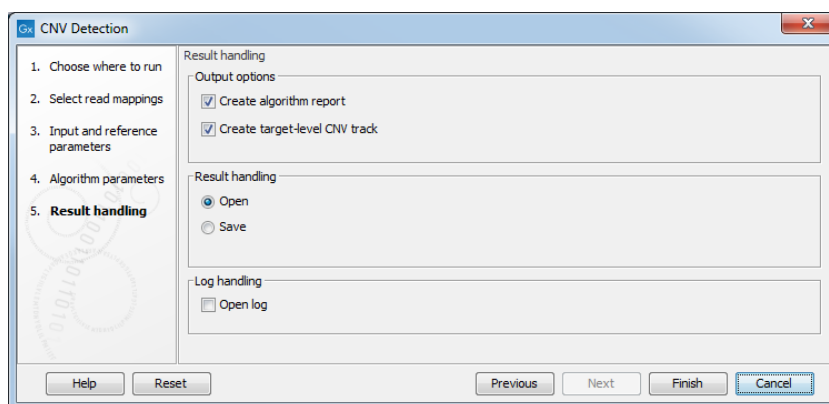 Gx CNV Detection
X
Result handling
1. Choose where to run
2. Select read mappings
3. Input and reference
parameters
4. Algorithm parameters
5. Result handling
Output options
Create algorithm report
Create target-level CNV track
Result handling
Open
Save
Log handling
Open log
Help
Reset
Previous
Next
Finish
Cancel